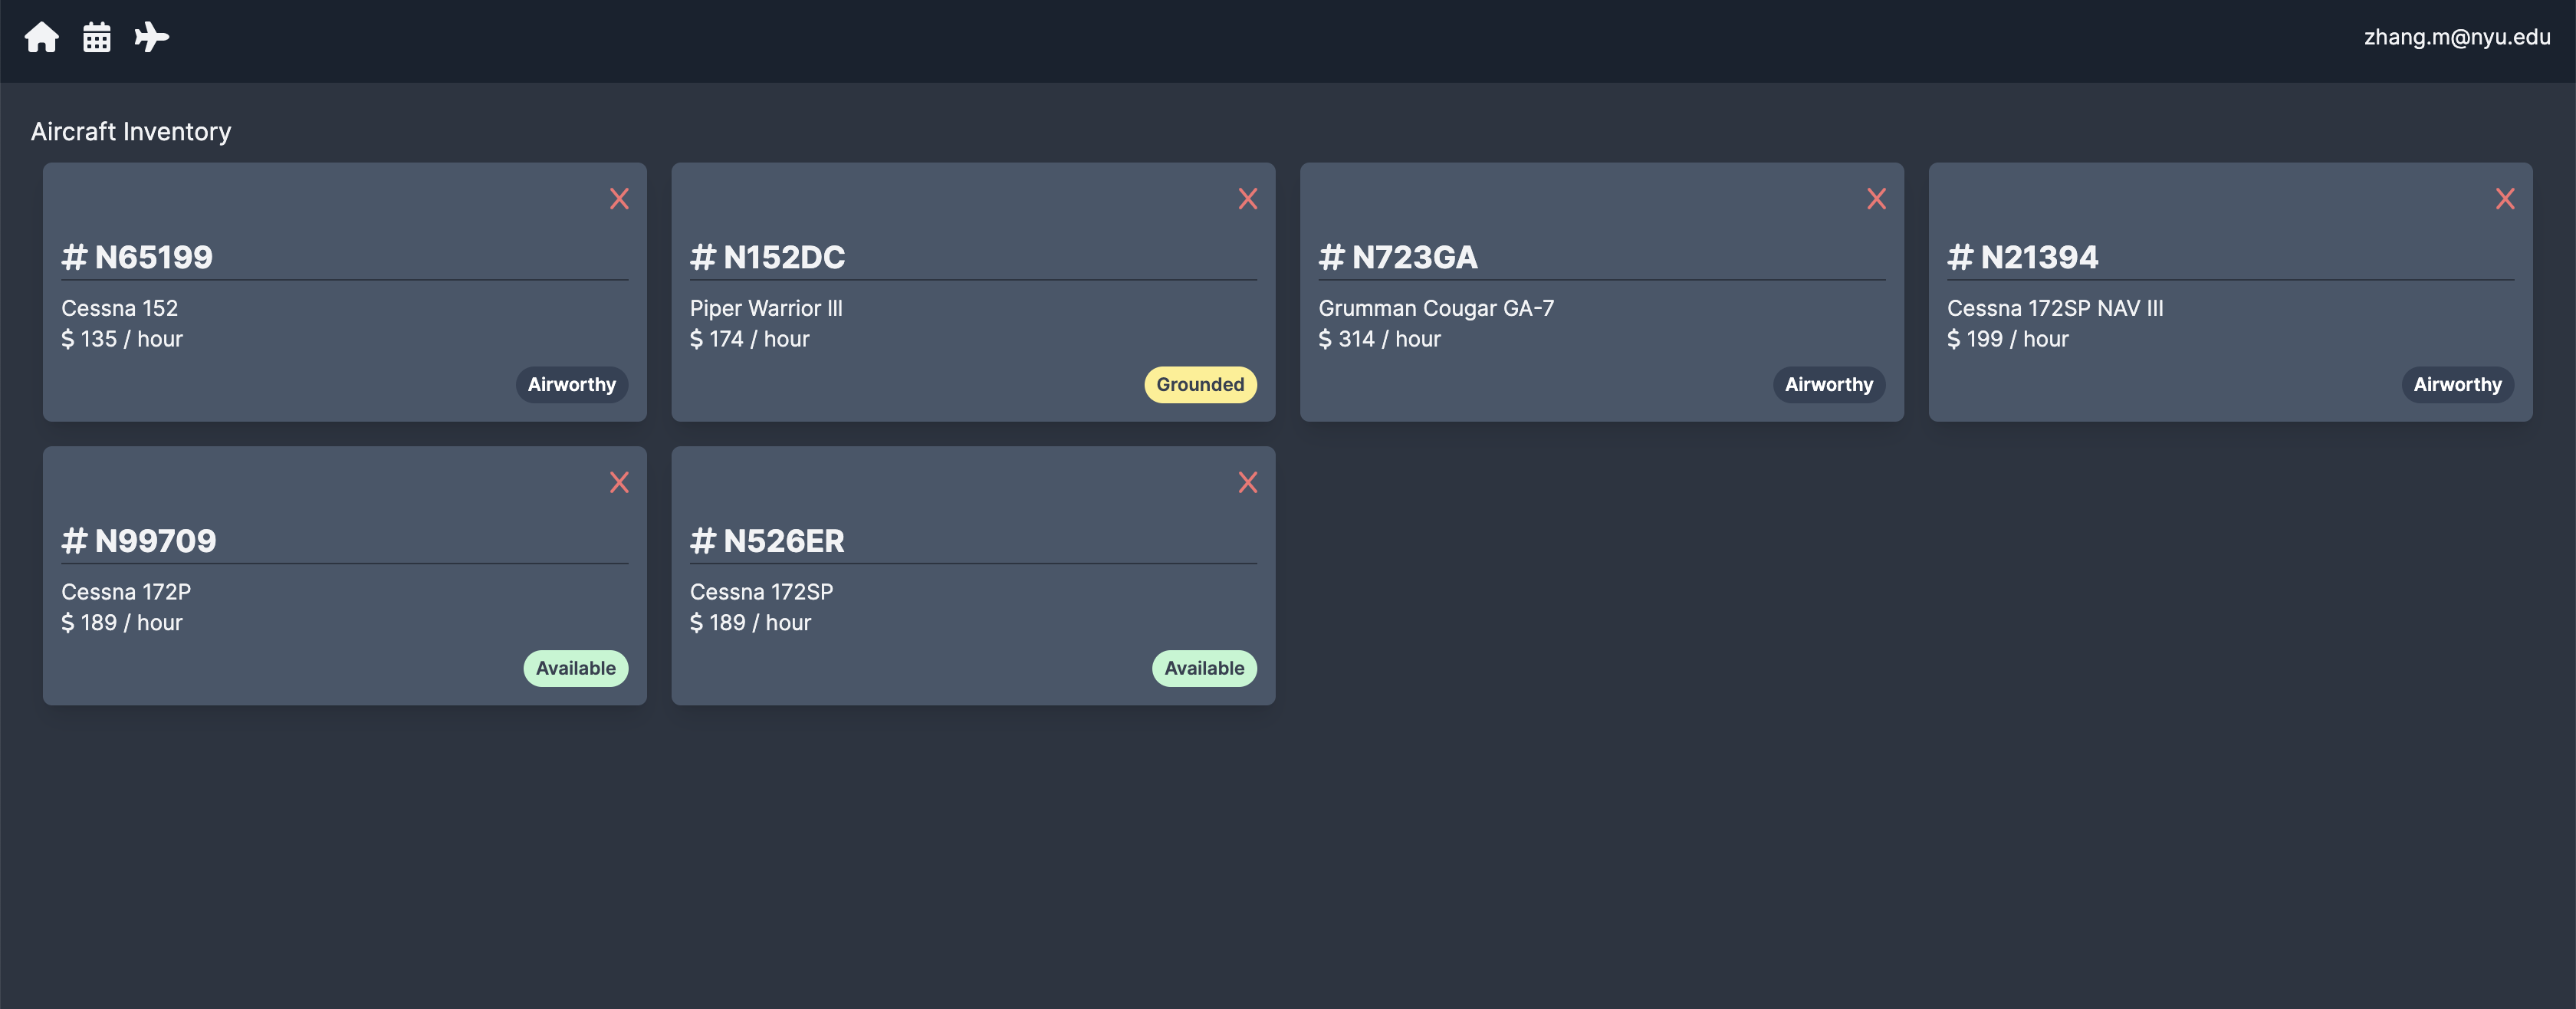 zhang.m@nyu.edu
Aircraft Inventory
# N65199
Cessna 152
$ 135 / hour
Airworthy
# N152DC
Piper Warrior III
$ 174 / hour
Grounded
# N723GA
Grumman Cougar GA-7
$ 314 / hour
Airworthy
# N21394
Cessna 172SP NAV III
$ 199 / hour
Airworthy
# N99709
Cessna 172P
$ 189 / hour
Available
# N526ER
Cessna 172SP
$ 189 / hour
Available